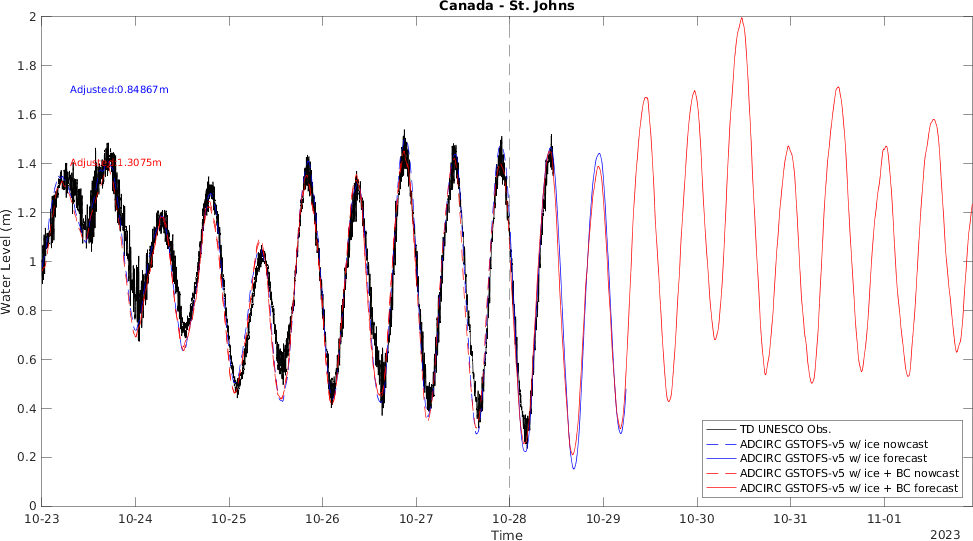 Canada - St. Johns
2
1.8
1.6
1.4
1.2
1
0.8
0.6
0.4
0.2
0
Water Level (m)
Adjusted:0.84867m
Adjusted:1.3075m
TD UNESCO Obs.
ADCIRC GSTOFS-v5 w/ ice nowcast
ADCIRC GSTOFS-v5 w/ ice forecast
ADCIRC GSTOFS-v5 w/ ice + BC nowcast
ADCIRC GSTOFS-v5 w/ ice + BC forecast
10-23 10-24 10-25 10-26 10-27 10-28 10-29 10-30 10-31 11-01
Time
2023